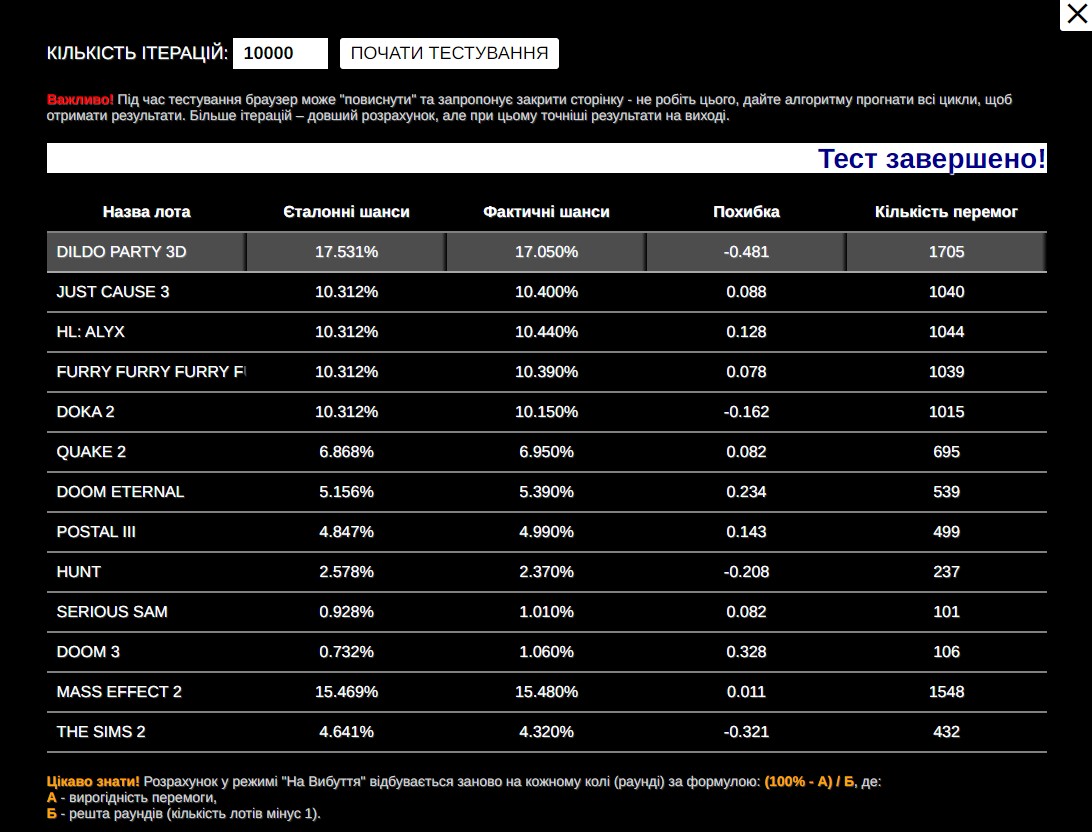 КІЛЬКІСТЬ ІТЕРАЦІЙ: 10000 ПОЧАТИ ТЕСТУВАННЯ
Важливо! Під час тестування браузер може "повиснути" та запропонує закрити сторінку - не робіть цього, дайте алгоритму прогнати всі цикли, щоб
отримати результати. Більше ітерацій – довший розрахунок, але при цьому точніші результати на виході.
Тест завершено!
Назва лота Єталонні шанси Фактичні шанси Похибка Кількість перемог
DILDO PARTY 3D 17.531% 17.050% -0.481 1705
JUST CAUSE 3 10.312% 10.400% 0.088 1040
HL: ALYX 10.312% 10.440% 0.128 1044
FURRY FURRY FURRY F 10.312% 10.390% 0.078 1039
DOKA 2 10.312% 10.150% -0.162 1015
QUAKE 2 6.868% 6.950% 0.082 695
DOOM ETERNAL 5.156% 5.390% 0.234 539
POSTAL III 4.847% 4.990% 0.143 499
HUNT 2.578% 2.370% -0.208 237
SERIOUS SAM 0.928% 1.010% 0.082 101
DOOM 3 0.732% 1.060% 0.328 106
MASS EFFECT 2 15.469% 15.480% 0.011 1548
THE SIMS 2 4.641% 4.320% -0.321 432
Цікаво знати! Розрахунок у режимі "На Вибуття" відбувається заново на кожному колі (раунді) за формулою: (100% - А) / Б, де:
А - вирогідність перемоги,
Б - решта раундів (кількість лотів мінус 1).